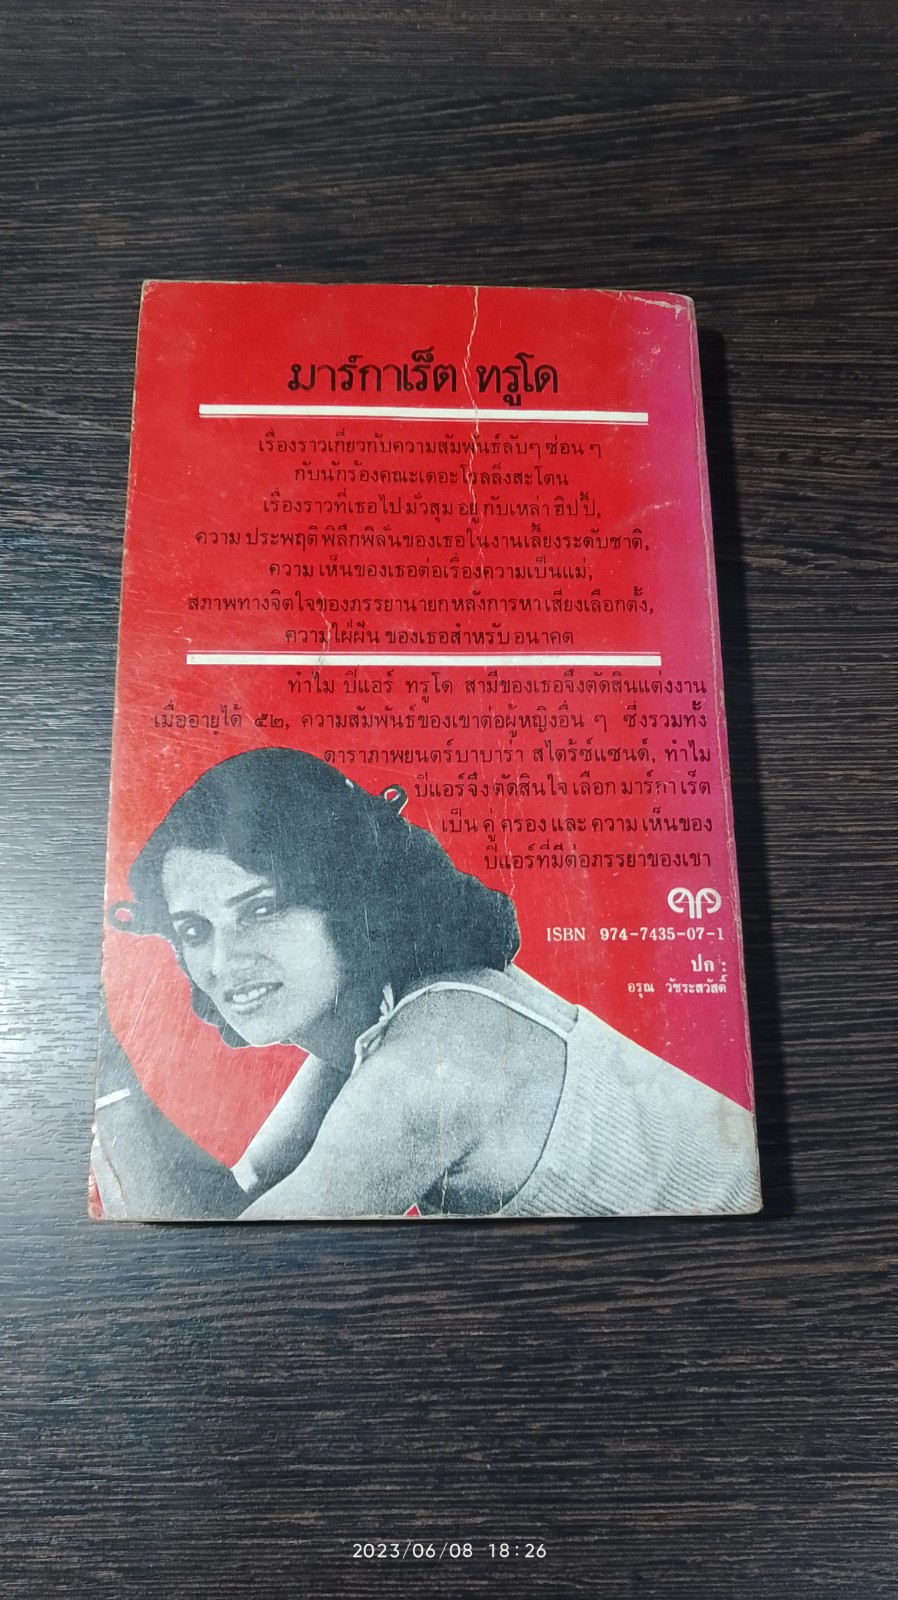 มาร์กาเร็ต ทรูโด
เรื่องราวเกี่ยวกับความสัมพันธ์ลับๆ ซ่อน ๆ
กับนักร้องคณะเดอะโรลลิ่งสะโตน
เรื่องราวที่เธอไปมั่วสุม อยู่ กับเหล่า ฮิปปี้,
ความ ประพฤติ พิลึกพิลั่นของเธอในงานเลี้ยงระดับชาติ,
ความ เห็นของเธอต่อเรื่องความเป็นแม่,
สภาพทางจิตใจของภรรยานายกหลังการหาเสียงเลือกตั้ง,
ความใฝ่ฝัน ของเธอสำหรับ อนาคต
ทำไม ปิแอร์ ทรูโด สามีของเธอจึงตัดสินแต่งงาน
เมื่ออายุได้ ๕๒, ความสัมพันธ์ของเขาต่อผู้หญิงอื่น ๆ ซึ่งรวมทั้ง
ดาราภาพยนตร์บาบาร่า สไตร้ซ์แซนด์, ทำไม
ปิแอร์จึงตัดสินใจ เลือก มาร์กาเร็ต
เป็น คู่ ครอง และ ความ เห็นของ
ปิแอร์ที่มีต่อภรรยาของเขา
ISBN 974-7435-07-1
ปก :
อรุณ วัชระสวัสดิ์
2023/06/08 18:26